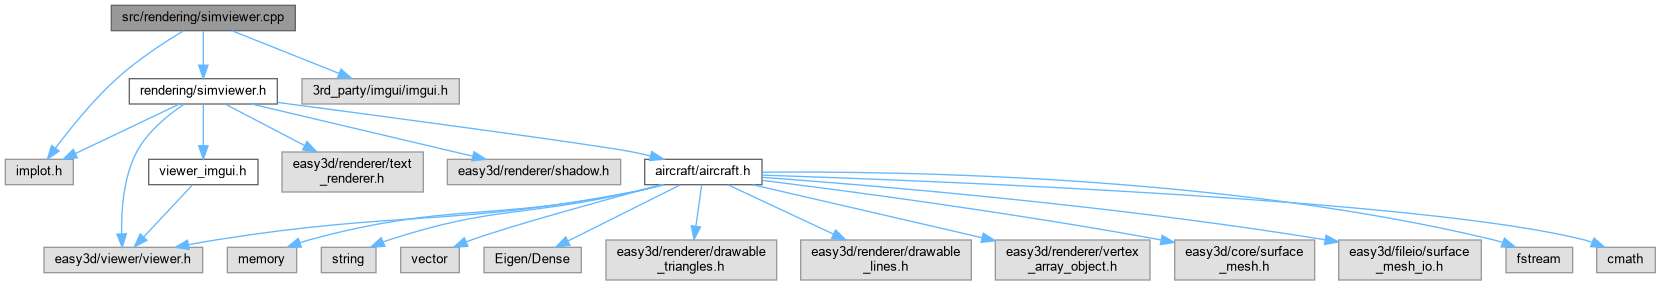 src/rendering/simviewer.cpp
rendering/simviewer.h
3rd_party/imgui/imgui.h
implot.h
viewer_imgui.h
easy3d/renderer/text
_renderer.h
easy3d/renderer/shadow.h
aircraft/aircraft.h
easy3d/viewer/viewer.h
memory
string
vector
Eigen/Dense
easy3d/renderer/drawable
_triangles.h
easy3d/renderer/drawable
_lines.h
easy3d/renderer/vertex
_array_object.h
easy3d/core/surface
_mesh.h
easy3d/fileio/surface
_mesh_io.h
fstream
cmath